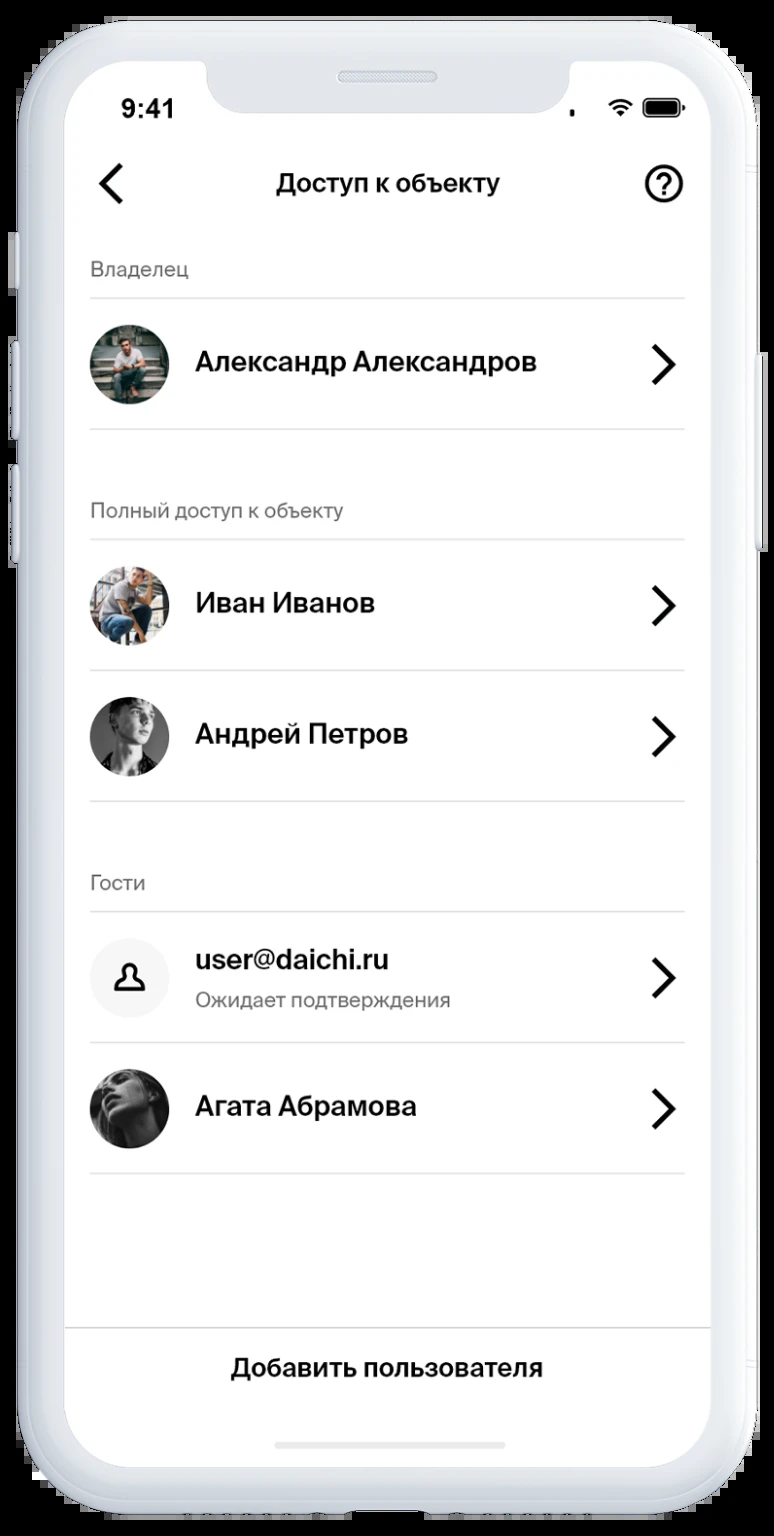 9:41
Доступ к объекту
Владелец
Александр Александров
Полный доступ к объекту
Иван Иванов
Андрей Петров
Гости
user@daichi.ru
Ожидает подтверждения
Агата Абрамова
Добавить пользователя